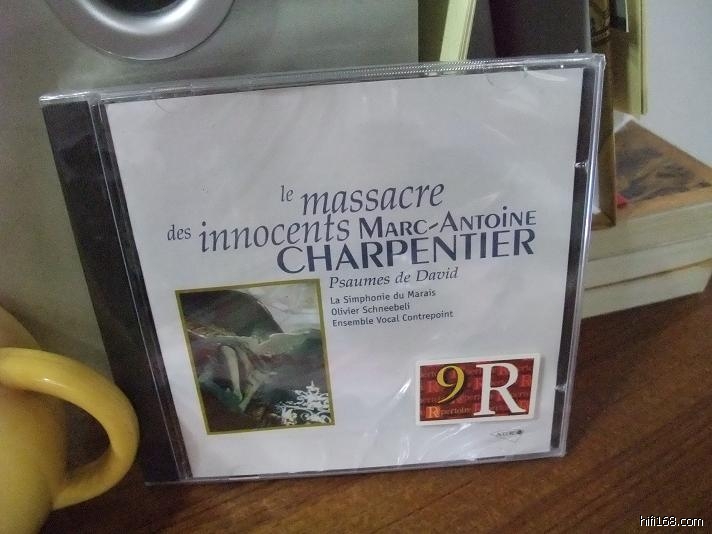 le massacre
des innocents MARC-ANTOINE
CHARPENTIER
Psaumes de David
La Simphonie du Marais
Olivier Schneebeli
Ensemble Vocal Contrepoint
9 R
Répertoire
hifi168.com